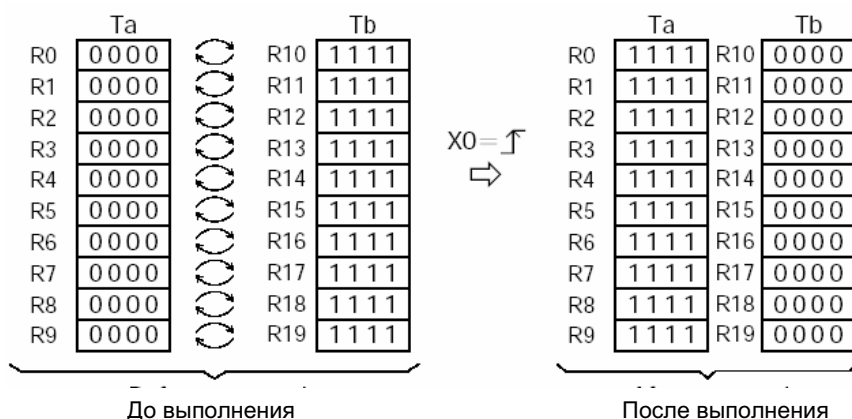 Ta Tb Ta Tb
R0 0000 R10 1111 R0 1111 R10 0000
R1 0000 R11 1111 R1 1111 R11 0000
R2 0000 R12 1111 R2 1111 R12 0000
R3 0000 R13 1111 X0= R3 1111 R13 0000
R4 0000 R14 1111 R4 1111 R14 0000
R5 0000 R15 1111 R5 1111 R15 0000
R6 0000 R16 1111 R6 1111 R16 0000
R7 0000 R17 1111 R7 1111 R17 0000
R8 0000 R18 1111 R8 1111 R18 0000
R9 0000 R19 1111 R9 1111 R19 0000
До выполнения После выполнения